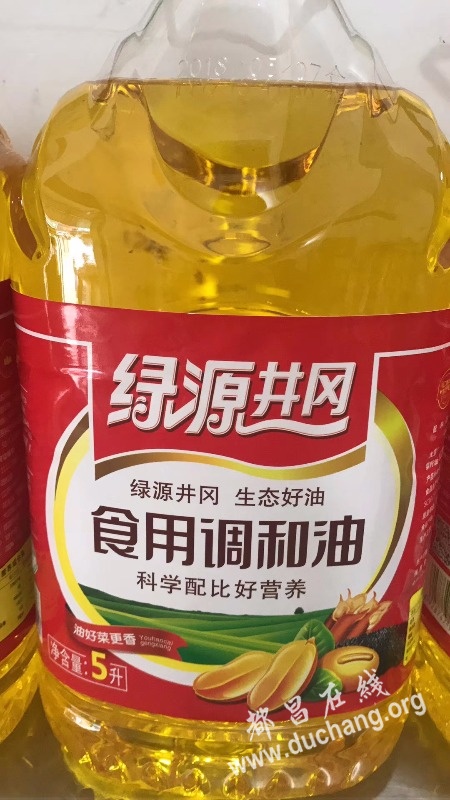 绿源井冈
绿源井冈 生态好油
食用调和油
科学配比好营养
油好菜更香
Youhaocai
gengxiang
净含量:5升
都昌在线
www.duchang.org